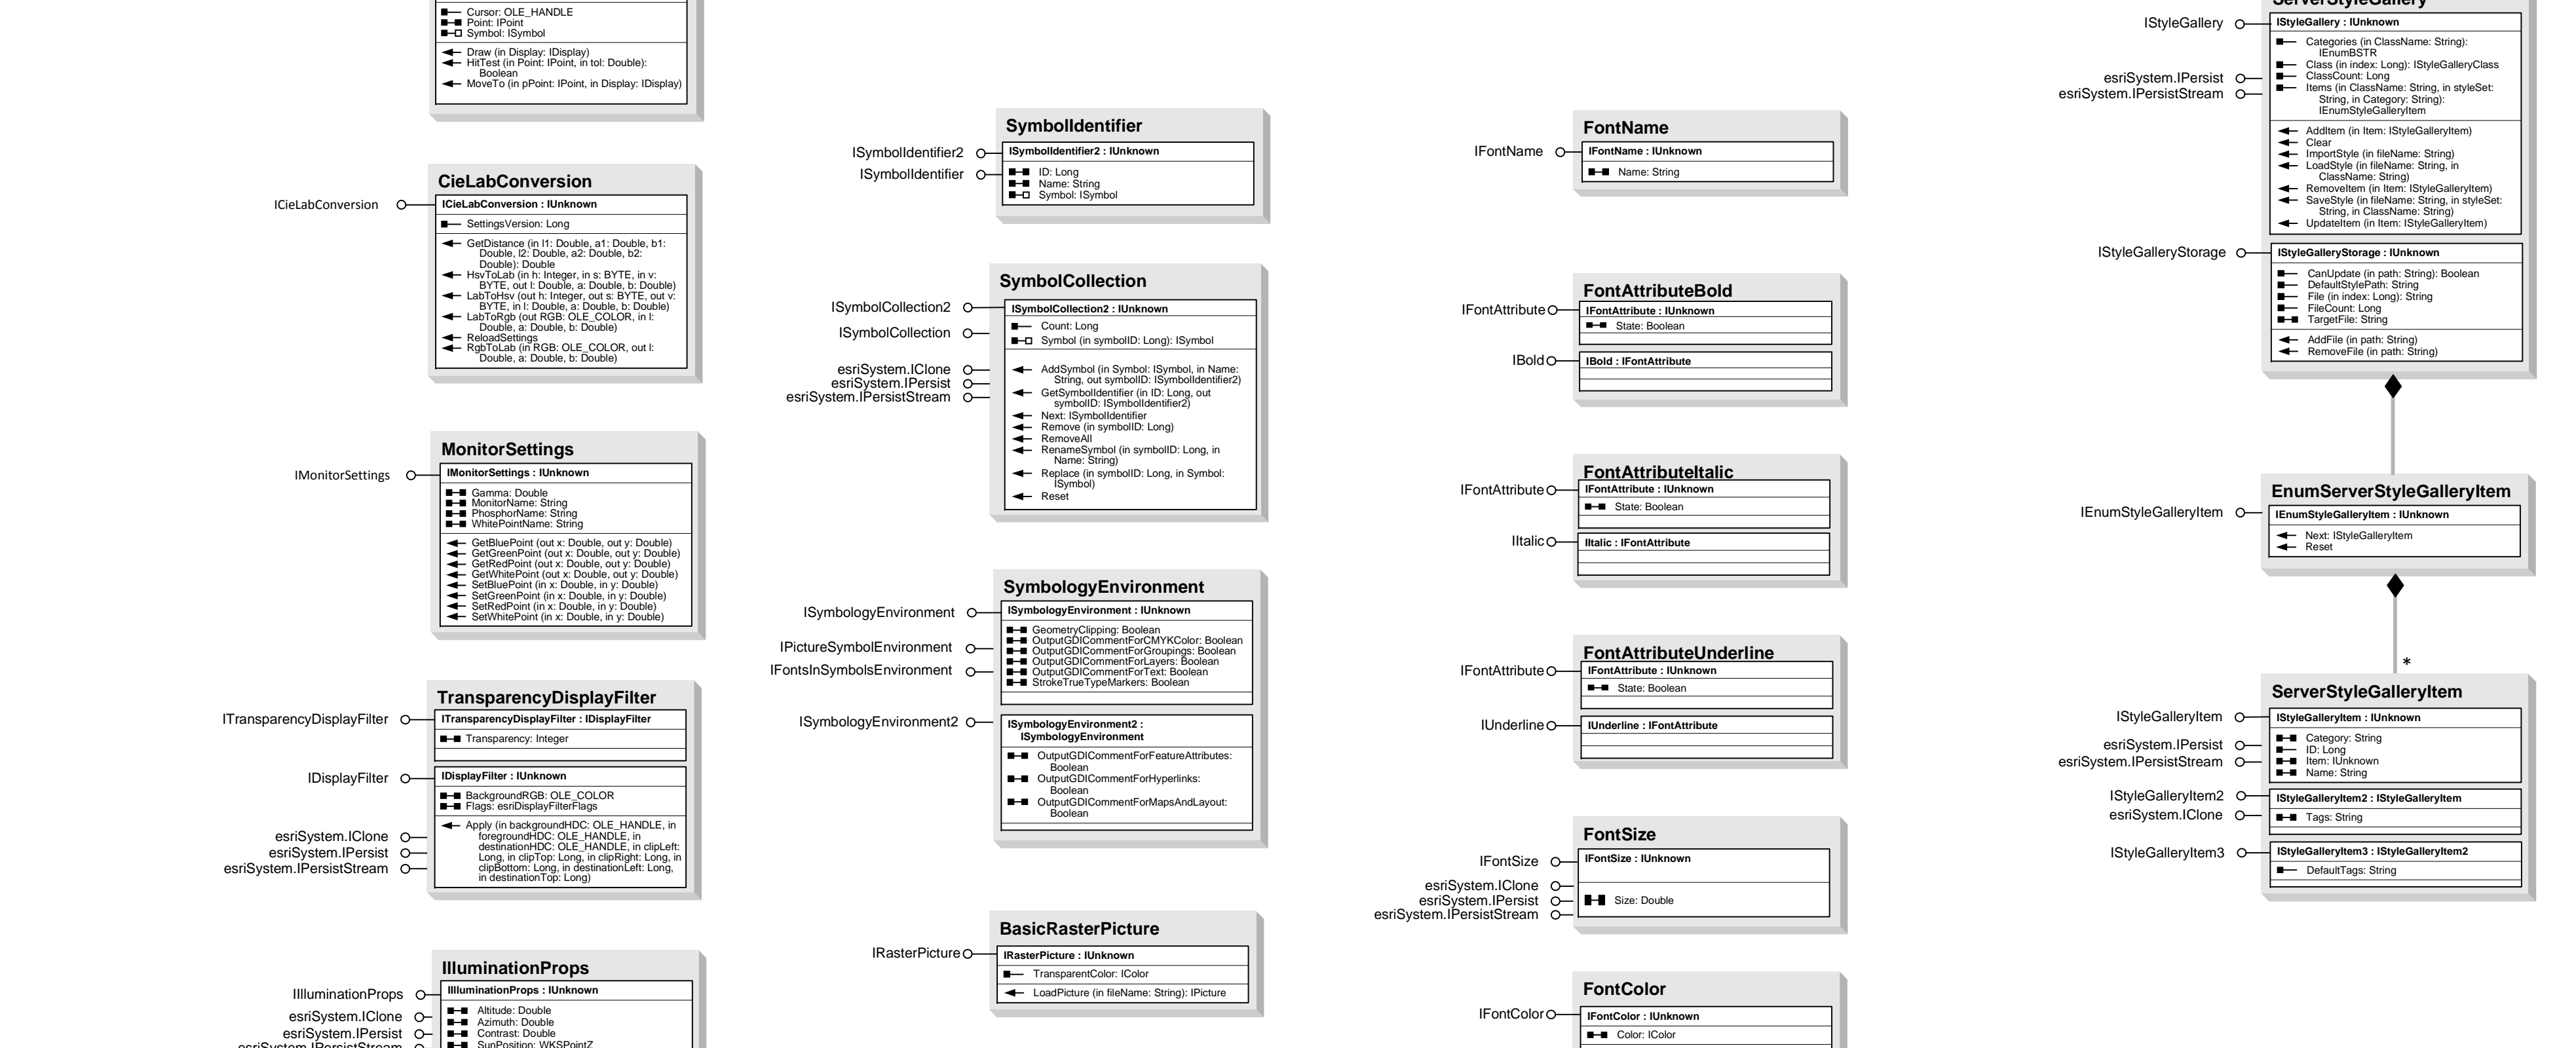 Cursor: OLE_HANDLE
Point: IPoint
Symbol: ISymbol
Draw (in Display: IDisplay)
HitTest (in Point: IPoint, in tol: Double):
Boolean
MoveTo (in pPoint: IPoint, in Display: IDisplay)
CieLabConversion
ICieLabConversion
ICieLabConversion : IUnknown
SettingsVersion: Long
GetDistance (in l1: Double, a1: Double, b1:
Double, l2: Double, a2: Double, b2:
Double): Double
HsvToLab (in h: Integer, in s: BYTE, in v:
BYTE, out l: Double, a: Double, b: Double)
LabToHsv (out h: Integer, out s: BYTE, out v:
BYTE, in l: Double, a: Double, b: Double)
LabToRgb (out RGB: OLE_COLOR, in l:
Double, a: Double, b: Double)
ReloadSettings
RgbToLab (in RGB: OLE_COLOR, out l:
Double, a: Double, b: Double)
MonitorSettings
IMonitorSettings
IMonitorSettings : IUnknown
Gamma: Double
MonitorName: String
PhosphorName: String
WhitePointName: String
GetBluePoint (out x: Double, out y: Double)
GetGreenPoint (out x: Double, out y: Double)
GetRedPoint (out x: Double, out y: Double)
GetWhitePoint (out x: Double, out y: Double)
SetBluePoint (in x: Double, in y: Double)
SetGreenPoint (in x: Double, in y: Double)
SetRedPoint (in x: Double, in y: Double)
SetWhitePoint (in x: Double, in y: Double)
TransparencyDisplayFilter
ITransparencyDisplayFilter
ITransparencyDisplayFilter : IDisplayFilter
Transparency: Integer
IDisplayFilter
IDisplayFilter : IUnknown
BackgroundRGB: OLE_COLOR
Flags: esriDisplayFilterFlags
esriSystem.IClone
esriSystem.IPersist
esriSystem.IPersistStream
Apply (in backgroundHDC: OLE_HANDLE, in
foregroundHDC: OLE_HANDLE, in
destinationHDC: OLE_HANDLE, in clipLeft:
Long, in clipTop: Long, in clipRight: Long, in
clipBottom: Long, in destinationLeft: Long,
in destinationTop: Long)
IlluminationProps
IIlluminationProps
esriSystem.IClone
esriSystem.IPersist
esriSystem.IPersistStream
IIlluminationProps : IUnknown
Altitude: Double
Azimuth: Double
Contrast: Double
SunPosition: WKSPointZ
SymbolIdentifier
ISymbolIdentifier2
ISymbolIdentifier
ISymbolIdentifier2 : IUnknown
ID: Long
Name: String
Symbol: ISymbol
SymbolCollection
ISymbolCollection2
ISymbolCollection
esriSystem.IClone
esriSystem.IPersist
esriSystem.IPersistStream
ISymbolCollection2 : IUnknown
Count: Long
Symbol (in symbolID: Long): ISymbol
AddSymbol (in Symbol: ISymbol, in Name:
String, out symbolID: ISymbolIdentifier2)
GetSymbolIdentifier (in ID: Long, out
symbolID: ISymbolIdentifier2)
Next: ISymbolIdentifier
Remove (in symbolID: Long)
RemoveAll
RenameSymbol (in symbolID: Long, in
Name: String)
Replace (in symbolID: Long, in Symbol:
ISymbol)
Reset
SymbologyEnvironment
ISymbologyEnvironment
IPictureSymbolEnvironment
IFontsInSymbolsEnvironment
ISymbologyEnvironment2
ISymbologyEnvironment : IUnknown
GeometryClipping: Boolean
OutputGDICommentForCMYKColor: Boolean
OutputGDICommentForGroupings: Boolean
OutputGDICommentForLayers: Boolean
OutputGDICommentForText: Boolean
StrokeTrueTypeMarkers: Boolean
ISymbologyEnvironment2 :
ISymbologyEnvironment
OutputGDICommentForFeatureAttributes:
Boolean
OutputGDICommentForHyperlinks:
Boolean
OutputGDICommentForMapsAndLayout:
Boolean
BasicRasterPicture
IRasterPicture
IRasterPicture : IUnknown
TransparentColor: IColor
LoadPicture (in fileName: String): IPicture
FontName
IFontName
IFontName : IUnknown
Name: String
FontAttributeBold
IFontAttribute
IFontAttribute : IUnknown
State: Boolean
IBold
IBold : IFontAttribute
FontAttributeItalic
IFontAttribute
IFontAttribute : IUnknown
State: Boolean
IItalic
IItalic : IFontAttribute
FontAttributeUnderline
IFontAttribute
IFontAttribute : IUnknown
State: Boolean
IUnderline
IUnderline : IFontAttribute
FontSize
IFontSize
esriSystem.IClone
esriSystem.IPersist
esriSystem.IPersistStream
IFontSize : IUnknown
Size: Double
FontColor
IFontColor
IFontColor : IUnknown
Color: IColor
ServerStyleGallery
IStyleGallery
esriSystem.IPersist
esriSystem.IPersistStream
IStyleGallery : IUnknown
Categories (in ClassName: String):
IEnumBSTR
Class (in index: Long): IStyleGalleryClass
ClassCount: Long
Items (in ClassName: String, in styleSet:
String, in Category: String):
IEnumStyleGalleryItem
AddItem (in Item: IStyleGalleryItem)
Clear
ImportStyle (in fileName: String)
LoadStyle (in fileName: String, in
ClassName: String)
RemoveItem (in Item: IStyleGalleryItem)
SaveStyle (in fileName: String, in styleSet:
String, in ClassName: String)
UpdateItem (in Item: IStyleGalleryItem)
IStyleGalleryStorage
IStyleGalleryStorage : IUnknown
CanUpdate (in path: String): Boolean
DefaultStylePath: String
File (in index: Long): String
FileCount: Long
TargetFile: String
AddFile (in path: String)
RemoveFile (in path: String)
EnumServerStyleGalleryItem
IEnumStyleGalleryItem
IEnumStyleGalleryItem : IUnknown
Next: IStyleGalleryItem
Reset
*
ServerStyleGalleryItem
IStyleGalleryItem
esriSystem.IPersist
esriSystem.IPersistStream
IStyleGalleryItem : IUnknown
Category: String
ID: Long
Item: IUnknown
Name: String
IStyleGalleryItem2
esriSystem.IClone
IStyleGalleryItem2 : IStyleGalleryItem
Tags: String
IStyleGalleryItem3
IStyleGalleryItem3 : IStyleGalleryItem2
DefaultTags: String